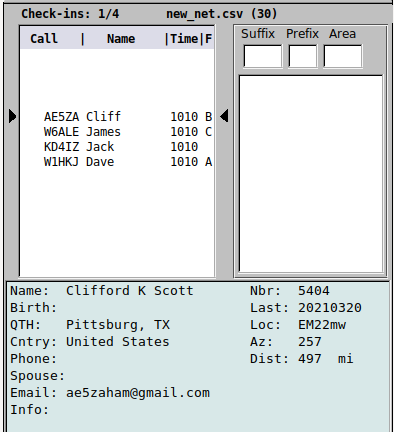 Check-ins: 1/4 new_net.csv (30)
Call | Name |Time|F
Suffix Prefix Area
AE5ZA Cliff 1010 B
W6ALE James 1010 C
KD4IZ Jack 1010
W1HKJ Dave 1010 A
Name: Clifford K Scott Nbr: 5404
Birth: Last: 20210320
QTH: Pittsburg, TX Loc: EM22mw
Cntry: United States Az: 257
Phone: Dist: 497 mi
Spouse:
Email: ae5zaham@gmail.com
Info: